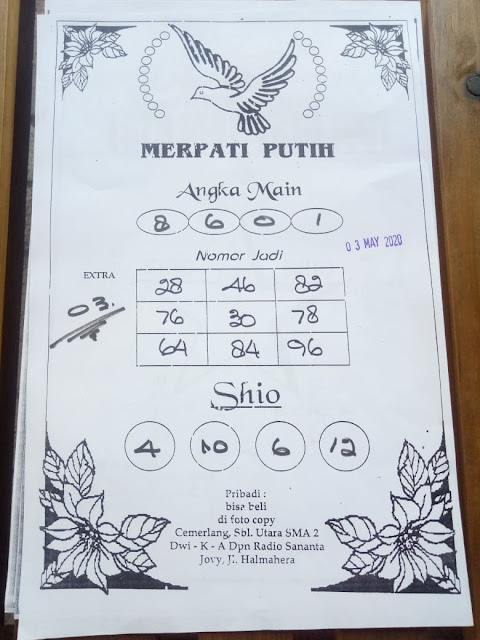 MERPATI PUTIH
Angka Main
8 6 0 1
0 3 MAY 2020
Nomor Jadi
EXTRA
03.
28 46 82
76 30 78
64 84 96
Shio
4 10 6 12
Pribadi :
bisa beli
di foto copy
Cemerlang, Sbl. Utara SMA 2
Dwi - K - A Dpn Radio Sananta
Jovy, Jl. Halmahera